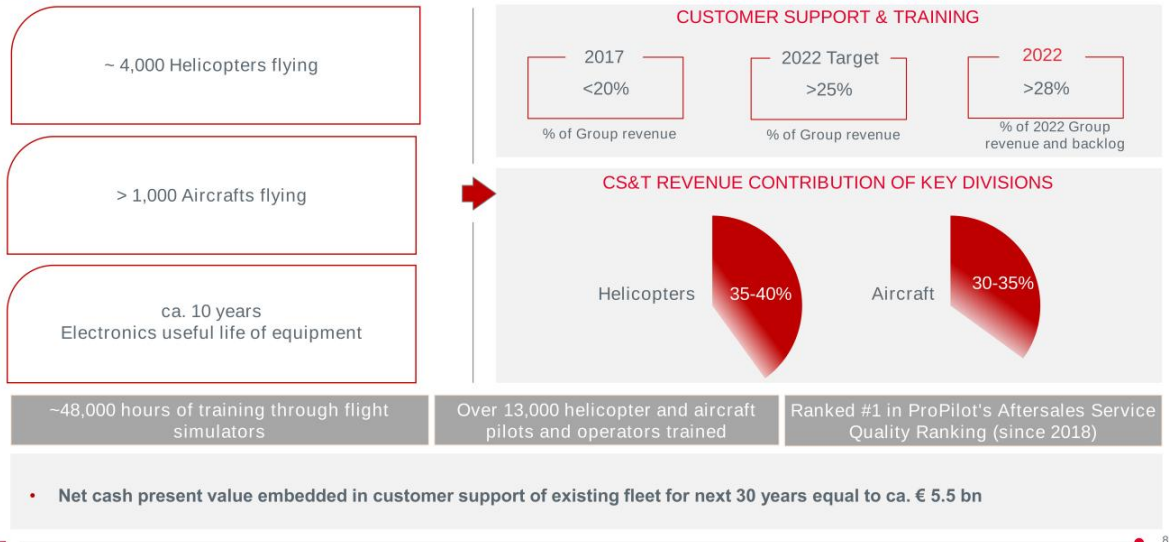 ~ 4,000 Helicopters flying
> 1,000 Aircrafts flying
ca. 10 years
Electronics useful life of equipment
CUSTOMER SUPPORT & TRAINING
2017
<20%
% of Group revenue
2022 Target
>25%
% of Group revenue
2022
>28%
% of 2022 Group
revenue and backlog
CS&T REVENUE CONTRIBUTION OF KEY DIVISIONS
Helicopters
35-40%
Aircraft
30-35%
~48,000 hours of training through flight
simulators
Over 13,000 helicopter and aircraft
pilots and operators trained
Ranked #1 in ProPilot's Aftersales Service
Quality Ranking (since 2018)
• Net cash present value embedded in customer support of existing fleet for next 30 years equal to ca. € 5.5 bn
8